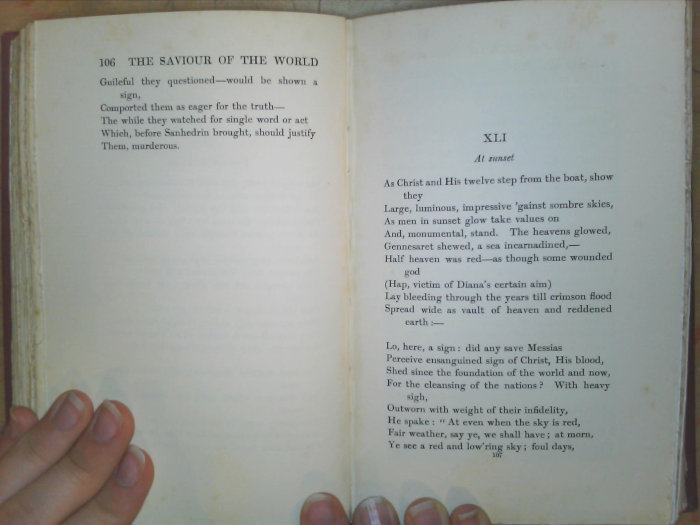 106 THE SAVIOUR OF THE WORLD
Guileful they questioned—would be shown a
sign,
Comported them as eager for the truth—
The while they watched for single word or act
Which, before Sanhedrin brought, should justify
Them, murderous.
XLI
At sunset
As Christ and His twelve step from the boat, show
they
Large, luminous, impressive 'gainst sombre skies,
As men in sunset glow take values on
And, monumental, stand. The heavens glowed,
Gennesaret shewed, a sea incarnadined,—
Half heaven was red—as though some wounded
god
(Hap, victim of Diana's certain aim)
Lay bleeding through the years till crimson flood
Spread wide as vault of heaven and reddened
earth:—
Lo, here, a sign: did any save Messias
Perceive ensanguined sign of Christ, His blood,
Shed since the foundation of the world and now,
For the cleansing of the nations? With heavy
sigh,
Outworn with weight of their infidelity,
He spake: "At even when the sky is red,
Fair weather, say ye, we shall have; at morn,
Ye see a red and low'ring sky; foul days,
107